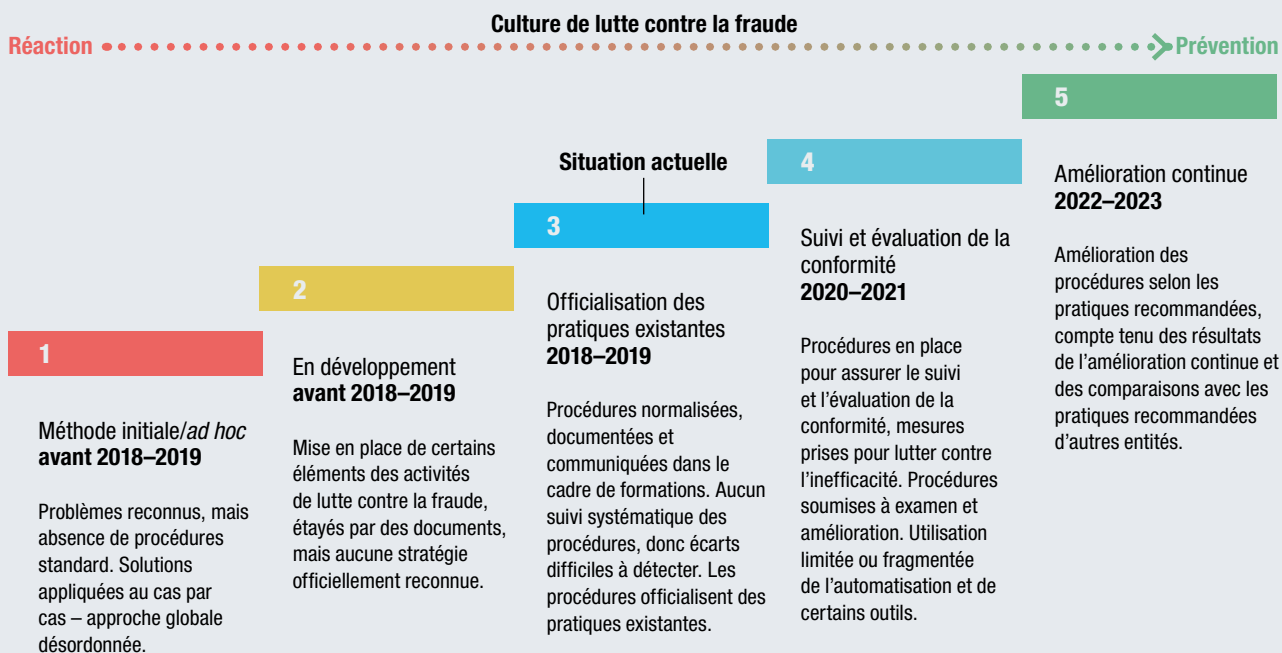 Culture de lutte contre la fraude
Réaction
Prévention
1
Méthode initiale/ad hoc
avant 2018–2019
Problèmes reconnus, mais
absence de procédures
standard. Solutions
appliquées au cas par
cas – approche globale
désordonnée.
2
En développement
avant 2018–2019
Mise en place de certains
éléments des activités
de lutte contre la fraude,
étayés par des documents,
mais aucune stratégie
officiellement reconnue.
Situation actuelle
3
Officialisation des
pratiques existantes
2018–2019
Procédures normalisées,
documentées et
communiquées dans le
cadre de formations. Aucun
suivi systématique des
procédures, donc écarts
difficiles à détecter. Les
procédures officialisent des
pratiques existantes.
4
Suivi et évaluation de la
conformité
2020–2021
Procédures en place
pour assurer le suivi
et l’évaluation de la
conformité, mesures
prises pour lutter contre
l’inefficacité. Procédures
soumises à examen et
amélioration. Utilisation
limitée ou fragmentée
de l’automatisation et de
certains outils.
5
Amélioration continue
2022–2023
Amélioration des
procédures selon les
pratiques recommandées,
compte tenu des résultats
de l’amélioration continue et
des comparaisons avec les
pratiques recommandées
d’autres entités.